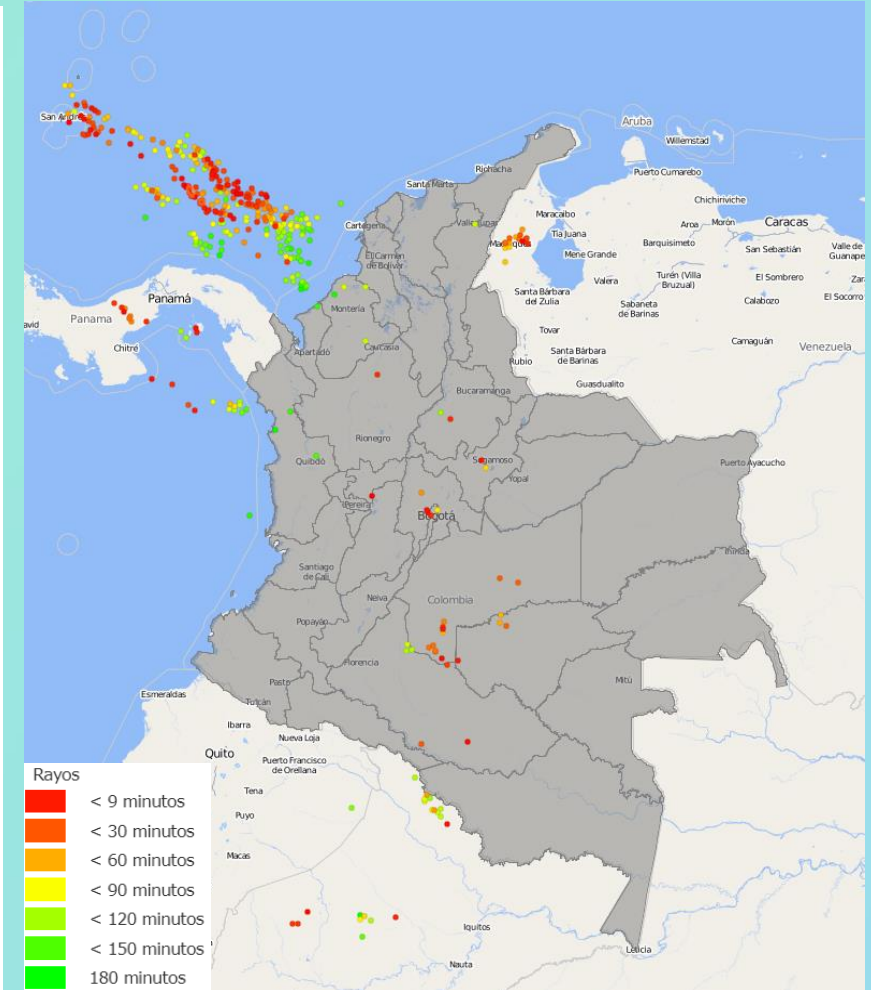 Aruba
Willemstad
San Andrés
Riohacha
Puerto Cumarebo
Santa Marta
Chichiriviche
Maracaibo
Caracas
Cartagena
Valledupar
Aroa
Morón
Tía Juana
Barquisimeto
San Sebastián
Valle de
Guanape
El Carmen
de Bolívar
Mene Grande
Panamá
Turén (Villa
Bruzual)
El Sombrero
Valera
Santa Bárbara
del Zulia
Montería
Sabaneta
de Barinas
Calabozo
El Socorro
Panama
Tovar
Camaguán
Chitré
Apartadó
Caucasia
Venezuela
Rubio
Santa Bárbara
de Barinas
Guasdualito
Bucaramanga
Rionegro
Quibdó
Sogamoso
Puerto Ayacucho
Yopal
Pereira
Bogotá
Inírida
Santiago
de Cali
Neiva
Colombia
Popayán
Florencia
Mitú
Pasto
Esmeraldas
Tulcán
Ibarra
Nueva Loja
Quito
Puerto Francisco
de Orellana
Tena
Puyo
Macas
Iquitos
Nauta
Leticia
Rayos
< 9 minutos
< 30 minutos
< 60 minutos
< 90 minutos
< 120 minutos
< 150 minutos
180 minutos